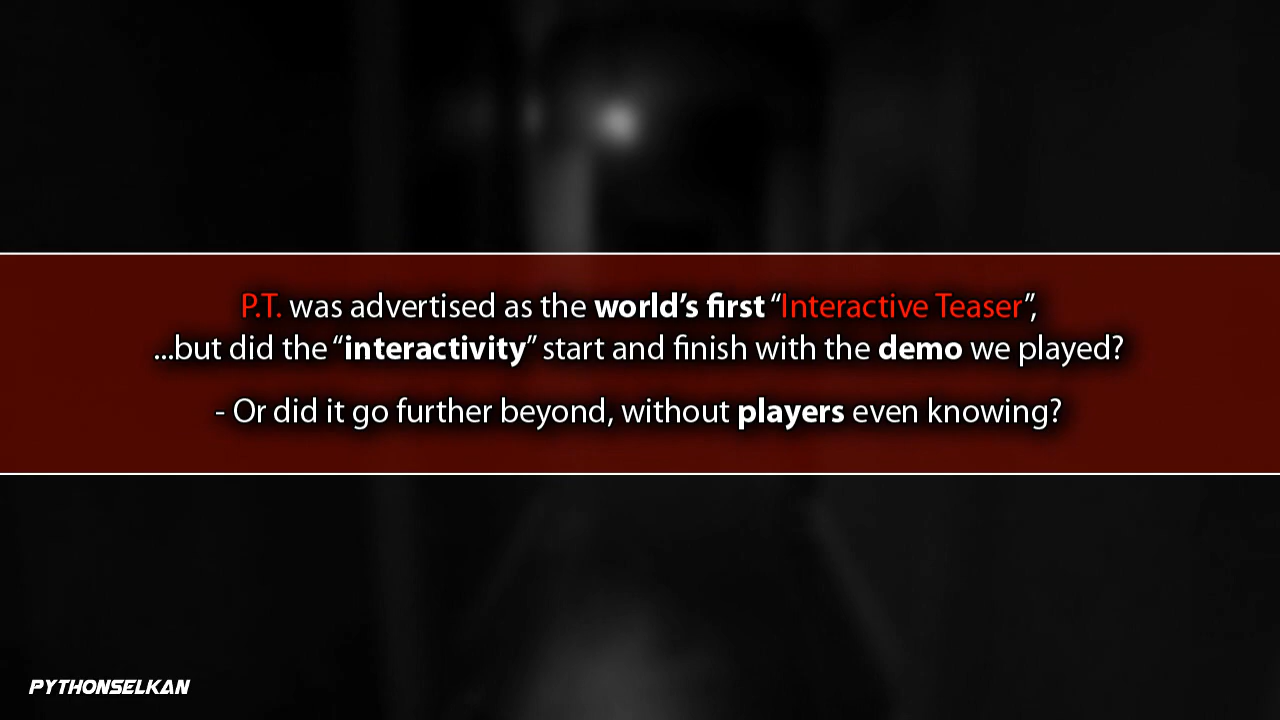 P.T. was advertised as the world’s first “Interactive Teaser”,
...but did the “interactivity” start and finish with the demo we played?
- Or did it go further beyond, without players even knowing?
PYTHONSELKAN